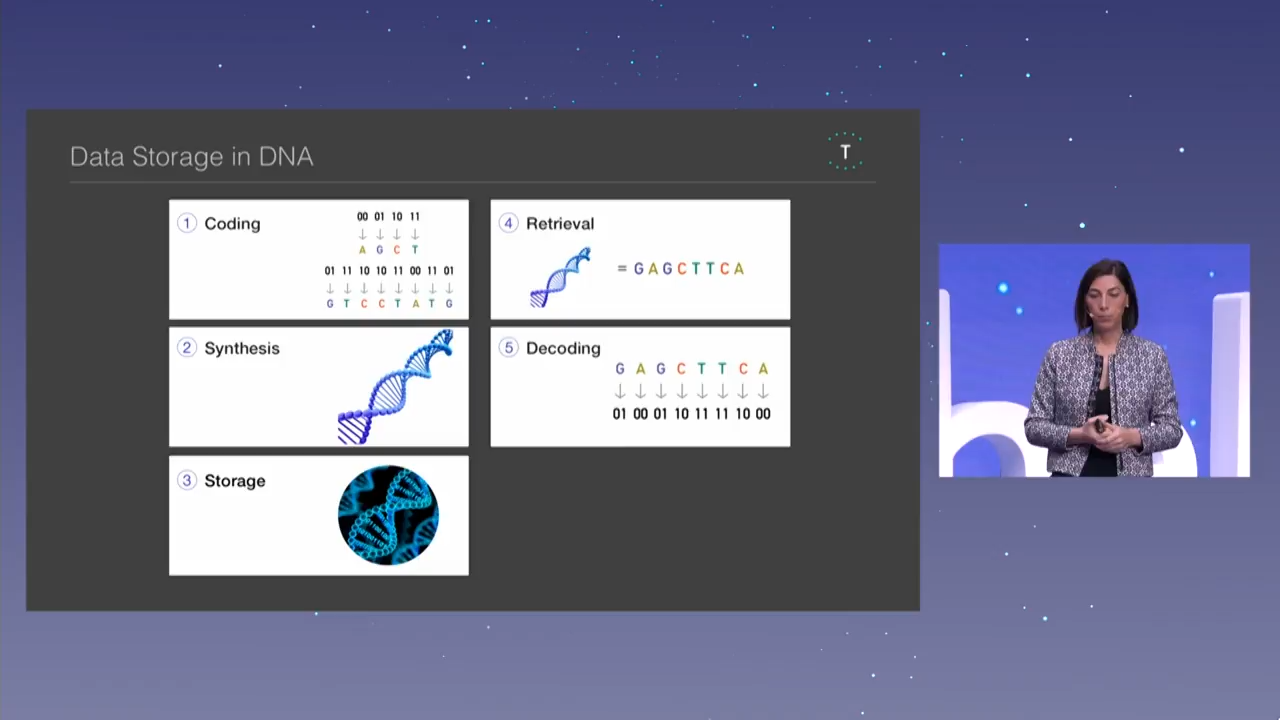 Data Storage in DNA
T
1 Coding
00 01 10 11
↓ ↓ ↓ ↓
A G C T
01 11 10 10 11 00 11 01
↓ ↓ ↓ ↓ ↓ ↓ ↓ ↓
G T C C T A T G
2 Synthesis
3 Storage
4 Retrieval
= G A G C T T C A
5 Decoding
G A G C T T C A
↓ ↓ ↓ ↓ ↓ ↓ ↓ ↓
01 00 01 10 11 11 10 00